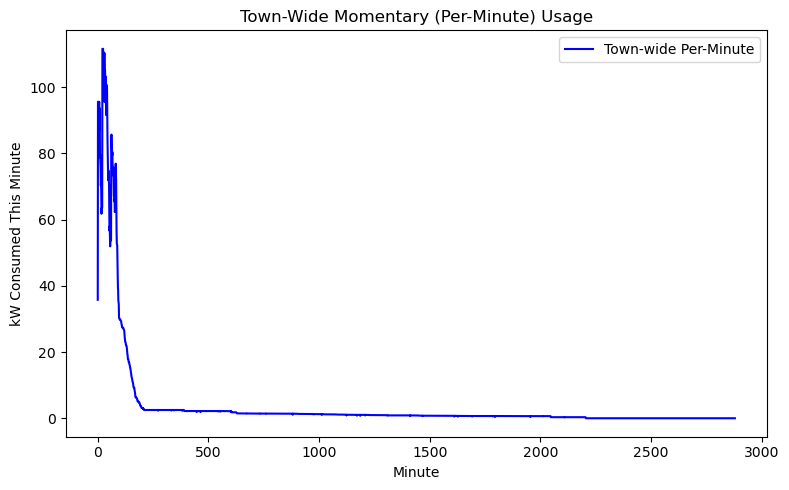 Town-Wide Momentary (Per-Minute) Usage
Town-wide Per-Minute
kW Consumed This Minute
100
80
60
40
20
0
0 500 1000 1500 2000 2500 3000
Minute